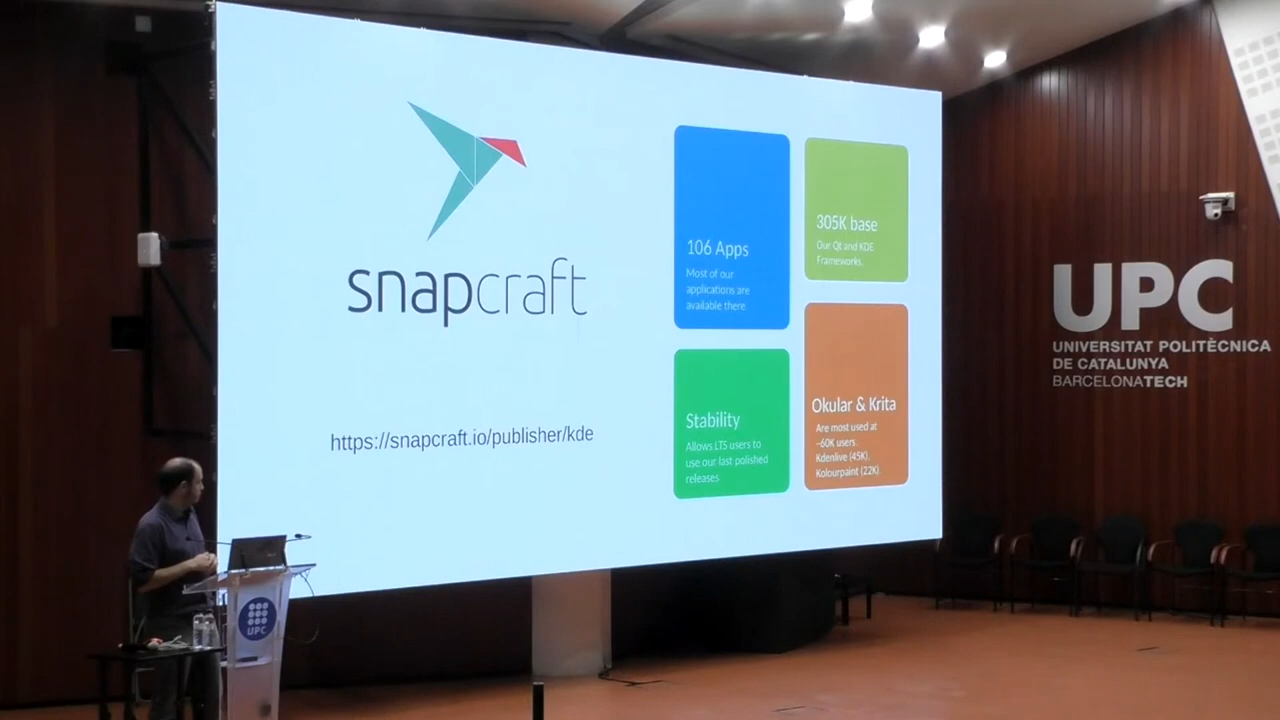 snapcraft
https://snapcraft.io/publisher/kde
106 Apps
Most of our
applications are
available there
305K base
Our Qt and KDE
Frameworks.
Stability
Allows LTS users to
use our last polished
releases
Okular & Krita
Are most used at
~60K users.
Kdenlive (45K),
Kolourpaint (22K)
UPC
UNIVERSITAT POLITÈCNICA
DE CATALUNYA
BARCELONATECH
UPC